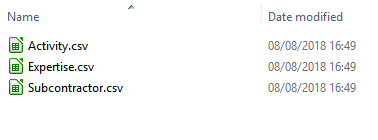 Name Date modified
Activity.csv 08/08/2018 16:49
Expertise.csv 08/08/2018 16:49
Subcontractor.csv 08/08/2018 16:49